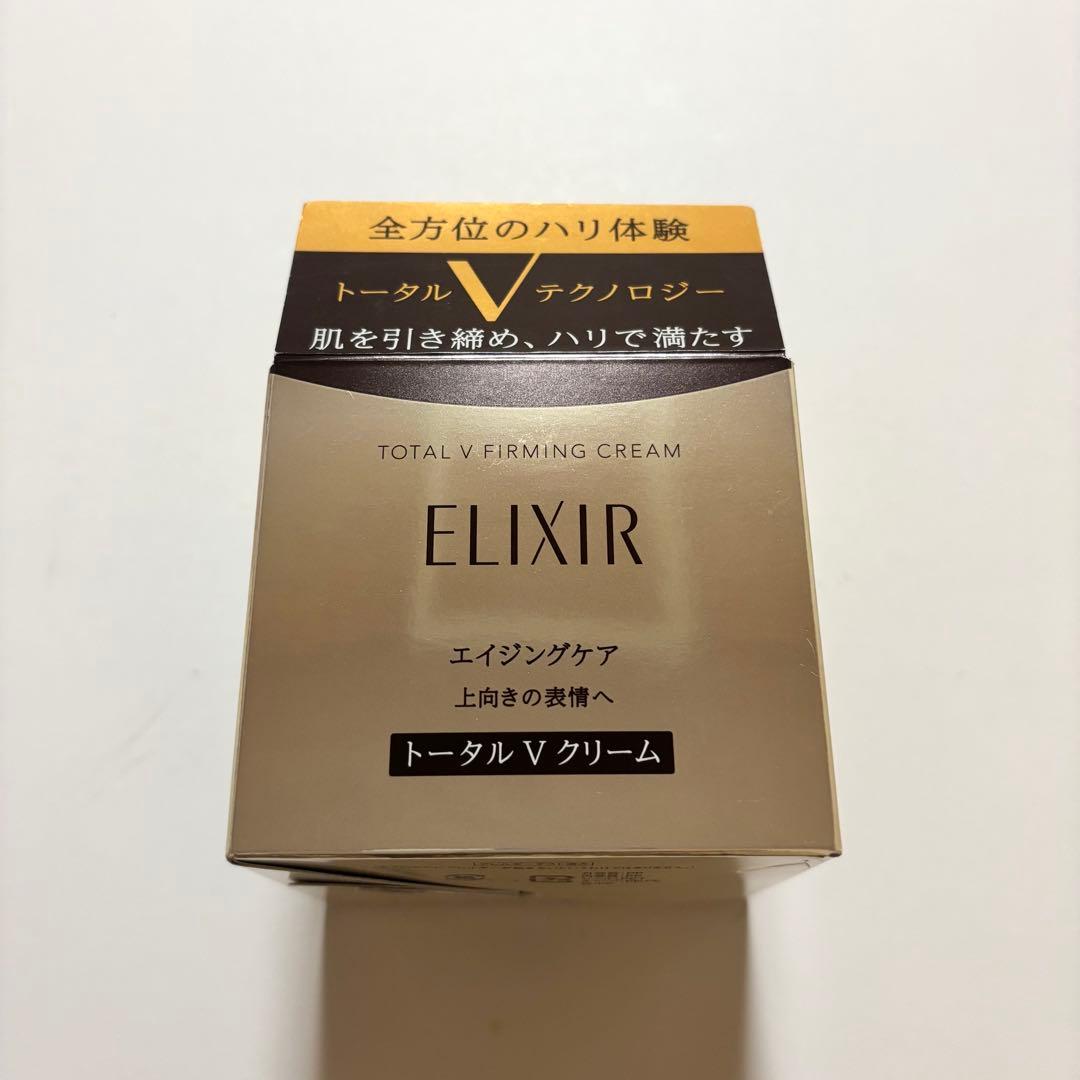 全方位のハリ体験
トータル V テクノロジー
肌を引き締め、ハリで満たす
TOTAL V FIRMING CREAM
ELIXIR
エイジングケア
上向きの表情へ
トータル V クリーム